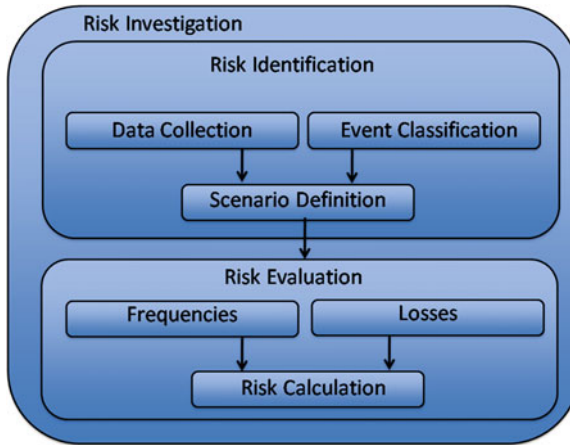 Risk Investigation
Risk Identification
Data Collection
Event Classification
Scenario Definition
Risk Evaluation
Frequencies
Losses
Risk Calculation